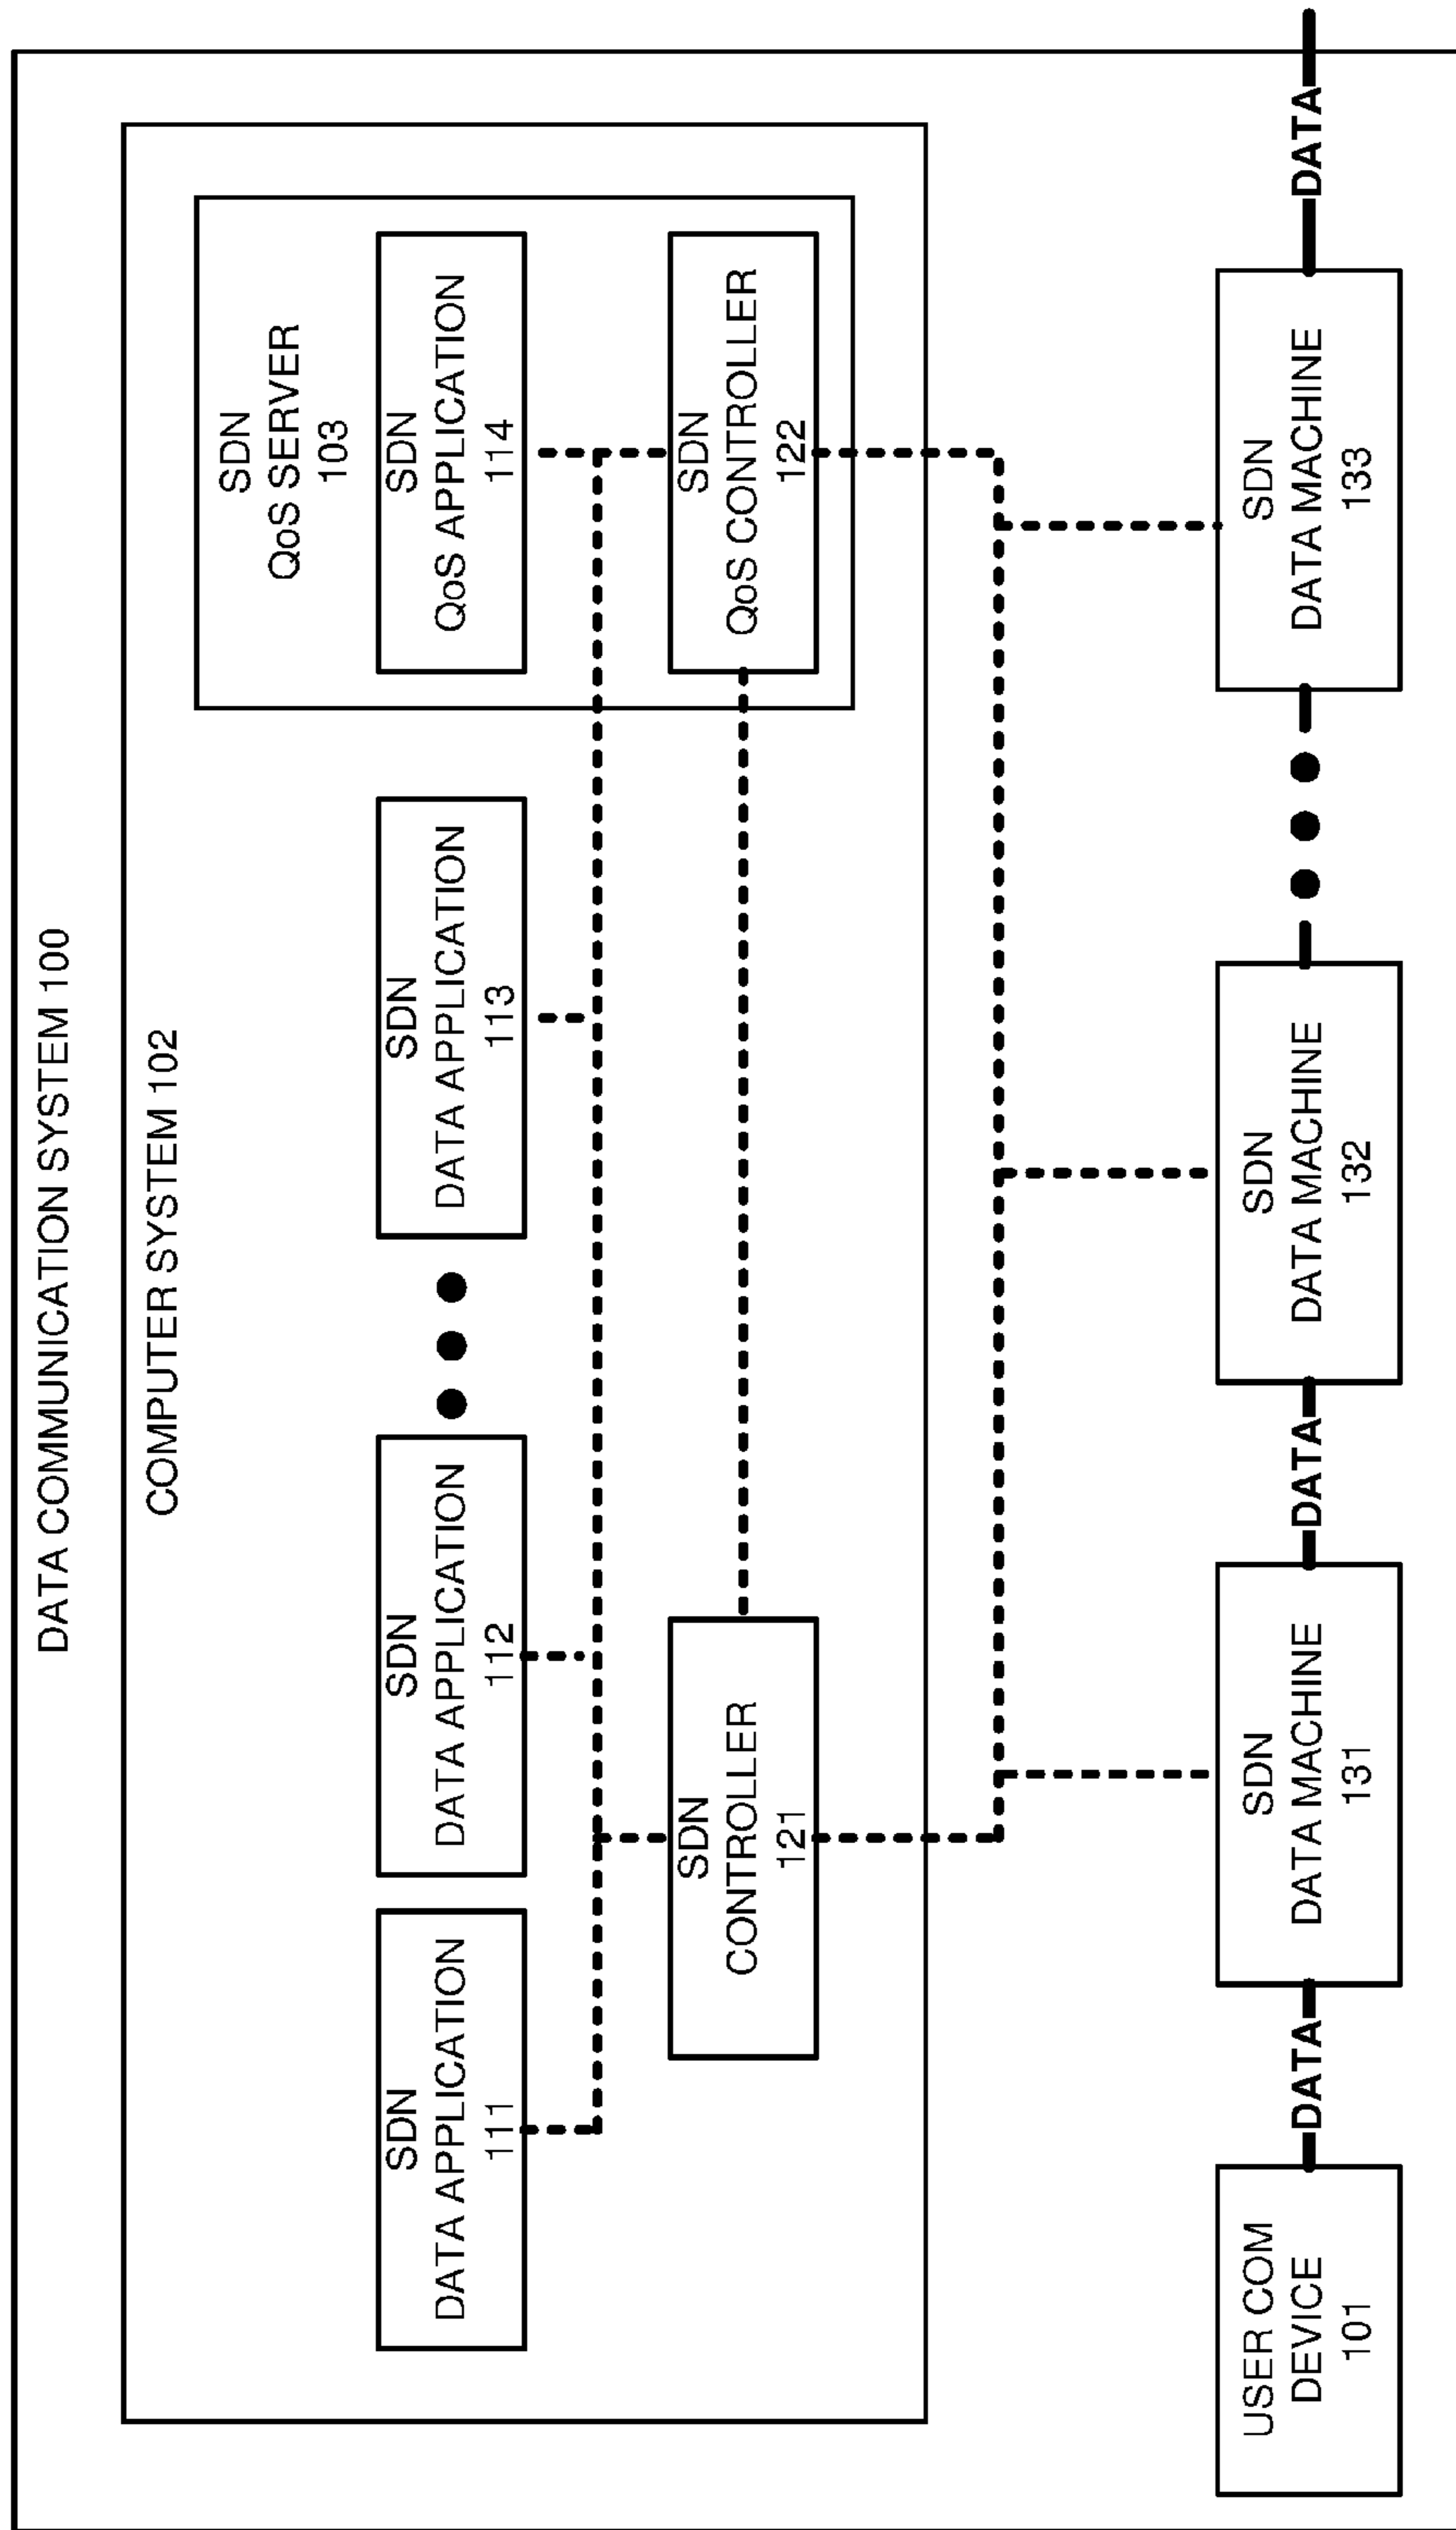 DATA COMMUNICATION SYSTEM 100
COMPUTER SYSTEM 102
SDN
QoS SERVER
103
SDN
DATA APPLICATION
111
SDN
DATA APPLICATION
112
SDN
DATA APPLICATION
113
SDN
QoS APPLICATION
114
SDN
CONTROLLER
121
SDN
QoS CONTROLLER
122
USER COM
DEVICE
101
DATA
SDN
DATA MACHINE
131
DATA
SDN
DATA MACHINE
132
SDN
DATA MACHINE
133
DATA